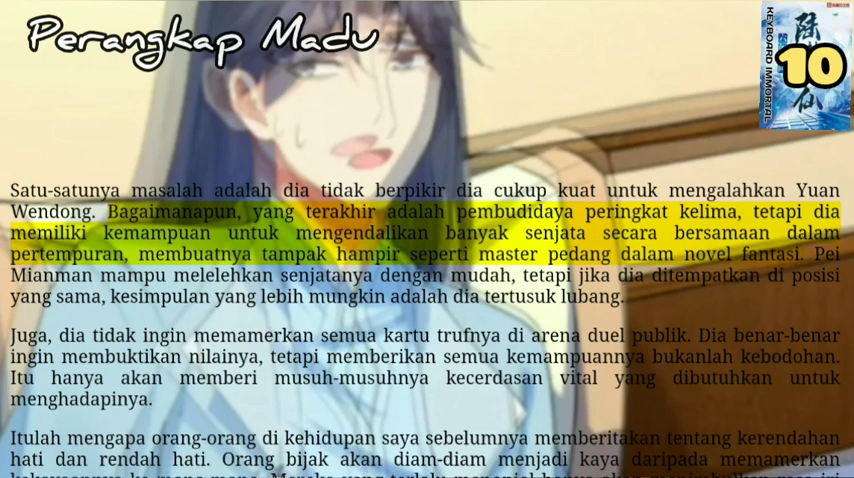 Perangkap Madu
KEYBOARD IMMORTAL
10
Satu-satunya masalah adalah dia tidak berpikir dia cukup kuat untuk mengalahkan Yuan
Wendong. Bagaimanapun, yang terakhir adalah pembudidaya peringkat kelima, tetapi dia
memiliki kemampuan untuk mengendalikan banyak senjata secara bersamaan dalam
pertempuran, membuatnya tampak hampir seperti master pedang dalam novel fantasi. Pei
Mianman mampu melelehkan senjatanya dengan mudah, tetapi jika dia ditempatkan di posisi
yang sama, kesimpulan yang lebih mungkin adalah dia tertusuk lubang.
Juga, dia tidak ingin memamerkan semua kartu trufnya di arena duel publik. Dia benar-benar
ingin membuktikan nilainya, tetapi memberikan semua kemampuannya bukanlah kebodohan.
Itu hanya akan memberi musuh-musuhnya kecerdasan vital yang dibutuhkan untuk
menghadapinya.
Itulah mengapa orang-orang di kehidupan saya sebelumnya memberitakan tentang kerendahan
hati dan rendah hati. Orang bijak akan diam-diam menjadi kaya daripada memamerkan